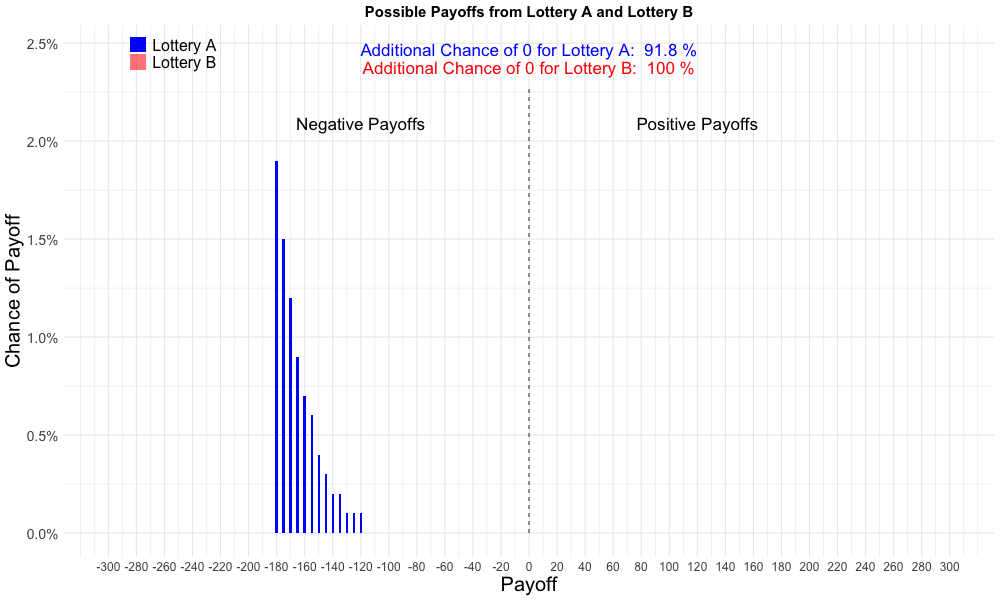 Possible Payoffs from Lottery A and Lottery B
2.5%
Lottery A
Lottery B
Additional Chance of 0 for Lottery A:  91.8 %
Additional Chance of 0 for Lottery B:  100 %
Negative Payoffs
Positive Payoffs
2.0%
1.5%
1.0%
0.5%
0.0%
Chance of Payoff
-300 -280 -260 -240 -220 -200 -180 -160 -140 -120 -100 -80 -60 -40 -20 0 20 40 60 80 100 120 140 160 180 200 220 240 260 280 300
Payoff